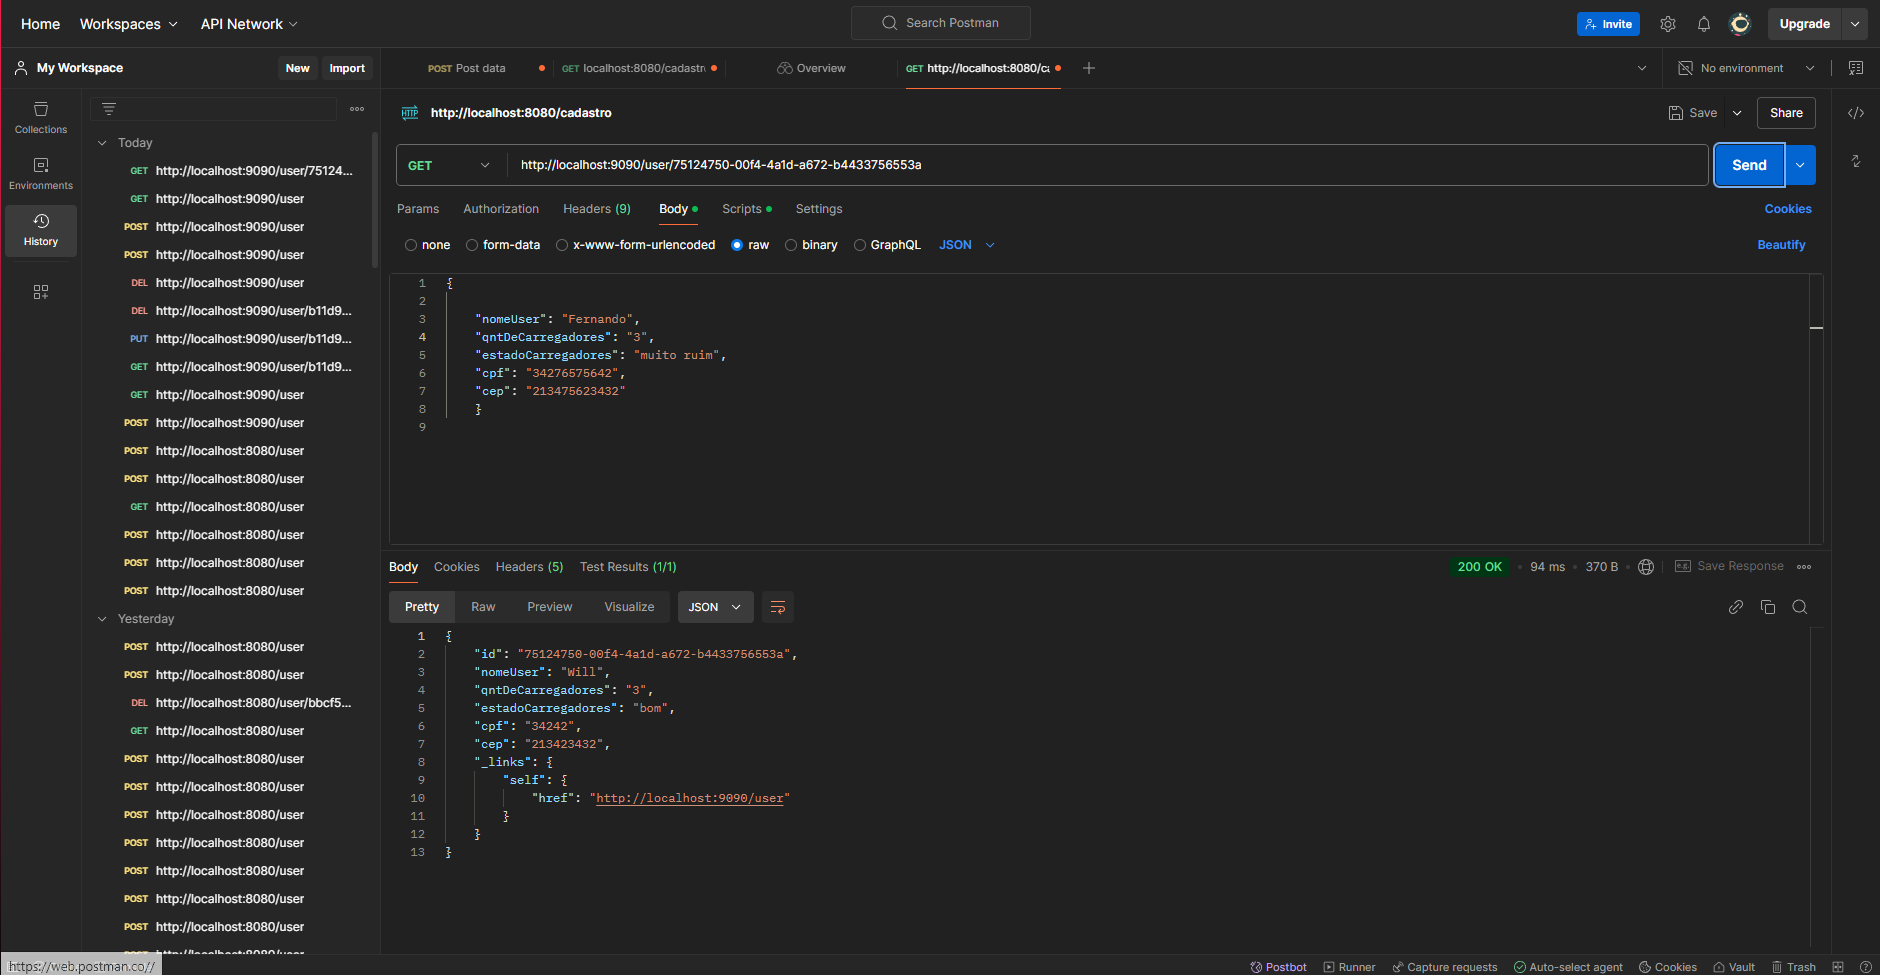 Home Workspaces API Network Search Postman Invite Upgrade
My Workspace New Import POST Post data GET localhost:8080/cadastr Overview GET http://localhost:8080/ca No environment
Collections
Environments
History
HTTP http://localhost:8080/cadastro Save Share
GET http://localhost:9090/user/75124750-00f4-4a1d-a672-b4433756553a Send
Params Authorization Headers (9) Body Scripts Settings Cookies
none form-data x-www-form-urlencoded raw binary GraphQL JSON Beautify
Today
GET http://localhost:9090/user/75124...
GET http://localhost:9090/user
POST http://localhost:9090/user
POST http://localhost:9090/user
DEL http://localhost:9090/user
DEL http://localhost:9090/user/b11d9...
PUT http://localhost:9090/user/b11d9...
GET http://localhost:9090/user/b11d9...
GET http://localhost:9090/user
POST http://localhost:9090/user
POST http://localhost:8080/user
POST http://localhost:8080/user
GET http://localhost:8080/user
POST http://localhost:8080/user
POST http://localhost:8080/user
POST http://localhost:8080/user
Yesterday
POST http://localhost:8080/user
POST http://localhost:8080/user
DEL http://localhost:8080/user/bbcf5...
GET http://localhost:8080/user
POST http://localhost:8080/user
POST http://localhost:8080/user
POST http://localhost:8080/user
POST http://localhost:8080/user
POST http://localhost:8080/user
POST http://localhost:8080/user
POST http://localhost:8080/user
POST http://localhost:8080/user
1 {
2
3 "nomeUser": "Fernando",
4 "qntDeCarregadores": "3",
5 "estadoCarregadores": "muito ruim",
6 "cpf": "34276575642",
7 "cep": "213475623432"
8 }
9
Body Cookies Headers (5) Test Results (1/1) 200 OK 94 ms 370 B Save Response
Pretty Raw Preview Visualize JSON
1 {
2 "id": "75124750-00f4-4a1d-a672-b4433756553a",
3 "nomeUser": "Will",
4 "qntDeCarregadores": "3",
5 "estadoCarregadores": "bom",
6 "cpf": "34242",
7 "cep": "213423432",
8 "_links": {
9 "self": {
10 "href": "http://localhost:9090/user"
11 }
12 }
13 }
https://web.postman.co//
Postbot Runner Capture requests Auto-select agent Cookies Vault Trash